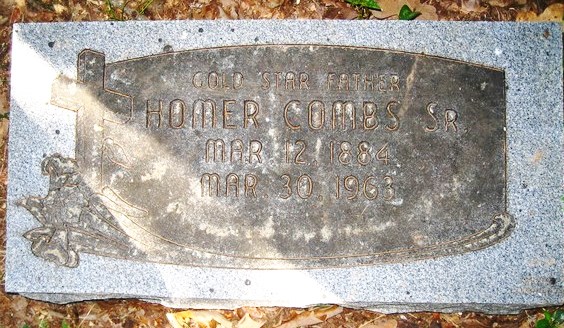 GOLD STAR FATHER
HOMER COMBS SR
MAR 12 1884
MAR 30 1963